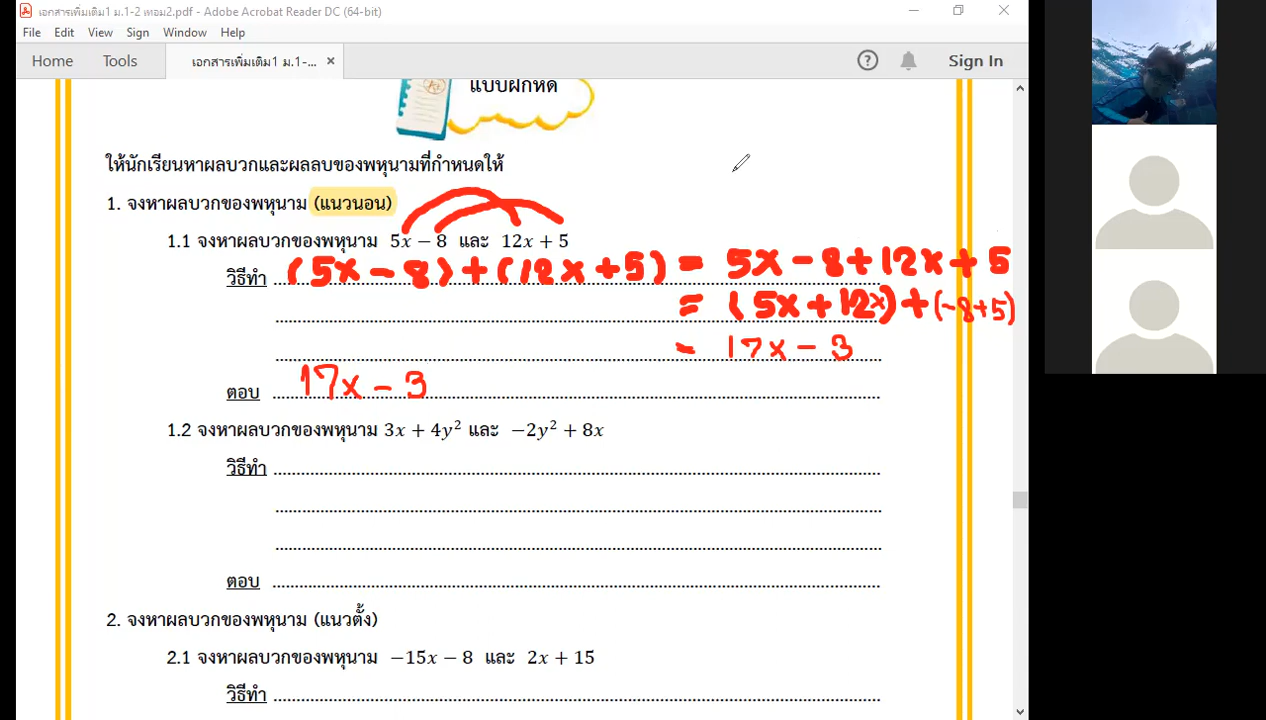 เอกสารเพิ่มเติม1 ม.1-2 เทอม2.pdf - Adobe Acrobat Reader DC (64-bit)
File Edit View Sign Window Help
Home Tools เอกสารเพิ่มเติม1 ม.1-... × ? Sign In
แบบฝึกหัด
ให้นักเรียนหาผลบวกและผลลบของพหุนามที่กำหนดให้
1. จงหาผลบวกของพหุนาม (แนวนอน)
1.1 จงหาผลบวกของพหุนาม 5x − 8 และ 12x + 5
วิธีทำ (5x − 8) + (12x + 5) = 5x − 8 + 12x + 5
= (5x + 12x) + (−8+5)
= 17x − 3
ตอบ 17x − 3
1.2 จงหาผลบวกของพหุนาม 3x + 4y² และ −2y² + 8x
วิธีทำ
ตอบ
2. จงหาผลบวกของพหุนาม (แนวตั้ง)
2.1 จงหาผลบวกของพหุนาม −15x − 8 และ 2x + 15
วิธีทำ